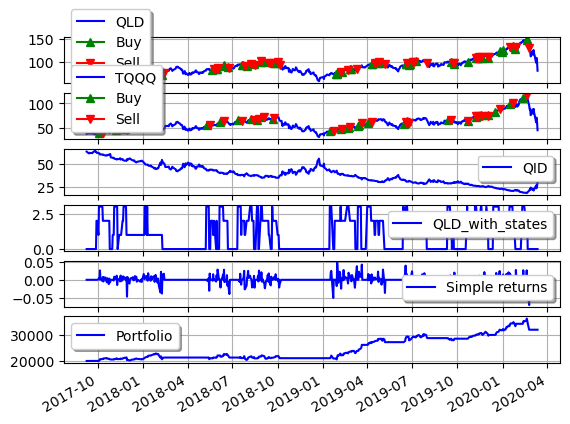 QLD
Buy
Sell
150
100
TQQQ
Buy
Sell
100
50
QID
50
25
QLD_with_states
2.5
0.0
Simple returns
0.05
0.00
−0.05
Portfolio
30000
20000
2017-10
2018-01
2018-04
2018-07
2018-10
2019-01
2019-04
2019-07
2019-10
2020-01
2020-04